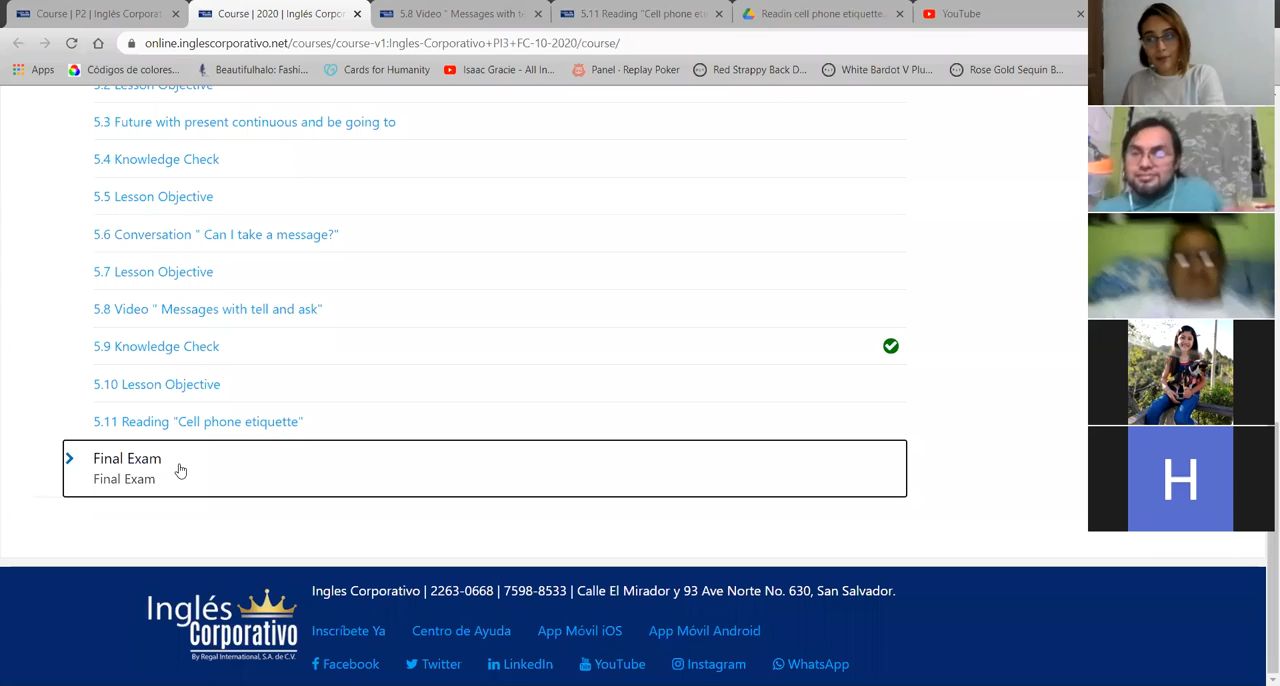 Course | P2 | Inglés Corporat
Course | 2020 | Inglés Corpor
5.8 Video " Messages with te
5.11 Reading "Cell phone eti
Readin cell phone etiquette
YouTube
online.inglescorporativo.net/courses/course-v1:Ingles-Corporativo+PI3+FC-10-2020/course/
Apps
Códigos de colores...
Beautifulhalo: Fashi...
Cards for Humanity
Isaac Gracie - All In...
Panel · Replay Poker
Red Strappy Back D...
White Bardot V Plu...
Rose Gold Sequin B...
5.2 Lesson Objective
5.3 Future with present continuous and be going to
5.4 Knowledge Check
5.5 Lesson Objective
5.6 Conversation " Can I take a message?"
5.7 Lesson Objective
5.8 Video " Messages with tell and ask"
5.9 Knowledge Check
5.10 Lesson Objective
5.11 Reading "Cell phone etiquette"
Final Exam
Final Exam
H
Inglés
Corporativo
By Regal International, S.A. de C.V.
Ingles Corporativo | 2263-0668 | 7598-8533 | Calle El Mirador y 93 Ave Norte No. 630, San Salvador.
Inscríbete Ya
Centro de Ayuda
App Móvil iOS
App Móvil Android
Facebook
Twitter
LinkedIn
YouTube
Instagram
WhatsApp